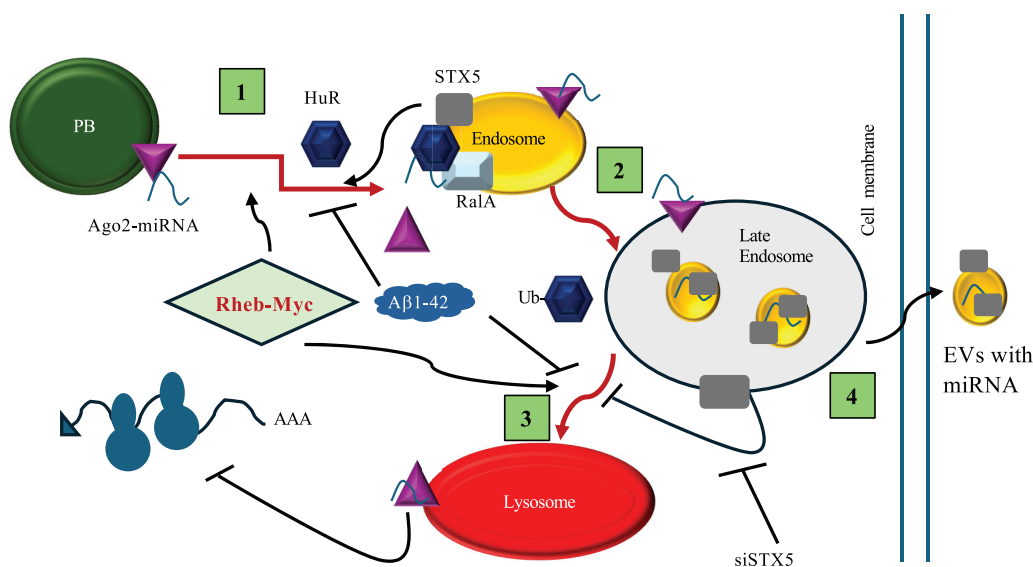 1
HuR
STX5
PB
Endosome
2
Cell membrane
RalA
Ago2-miRNA
Late
Endosome
Rheb-Myc
Aβ1-42
Ub-
EVs with
miRNA
4
3
AAA
Lysosome
siSTX5